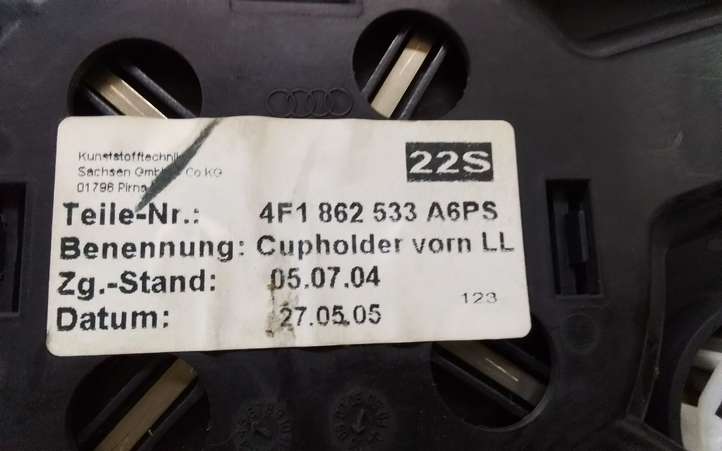 Kunststofftechnik
Sachsen GmbH & Co KG
01796 Pirna
22S
Teile-Nr.: 4F1 862 533 A6PS
Benennung: Cupholder vorn LL
Zg.-Stand: 05.07.04
Datum: 27.05.05
123